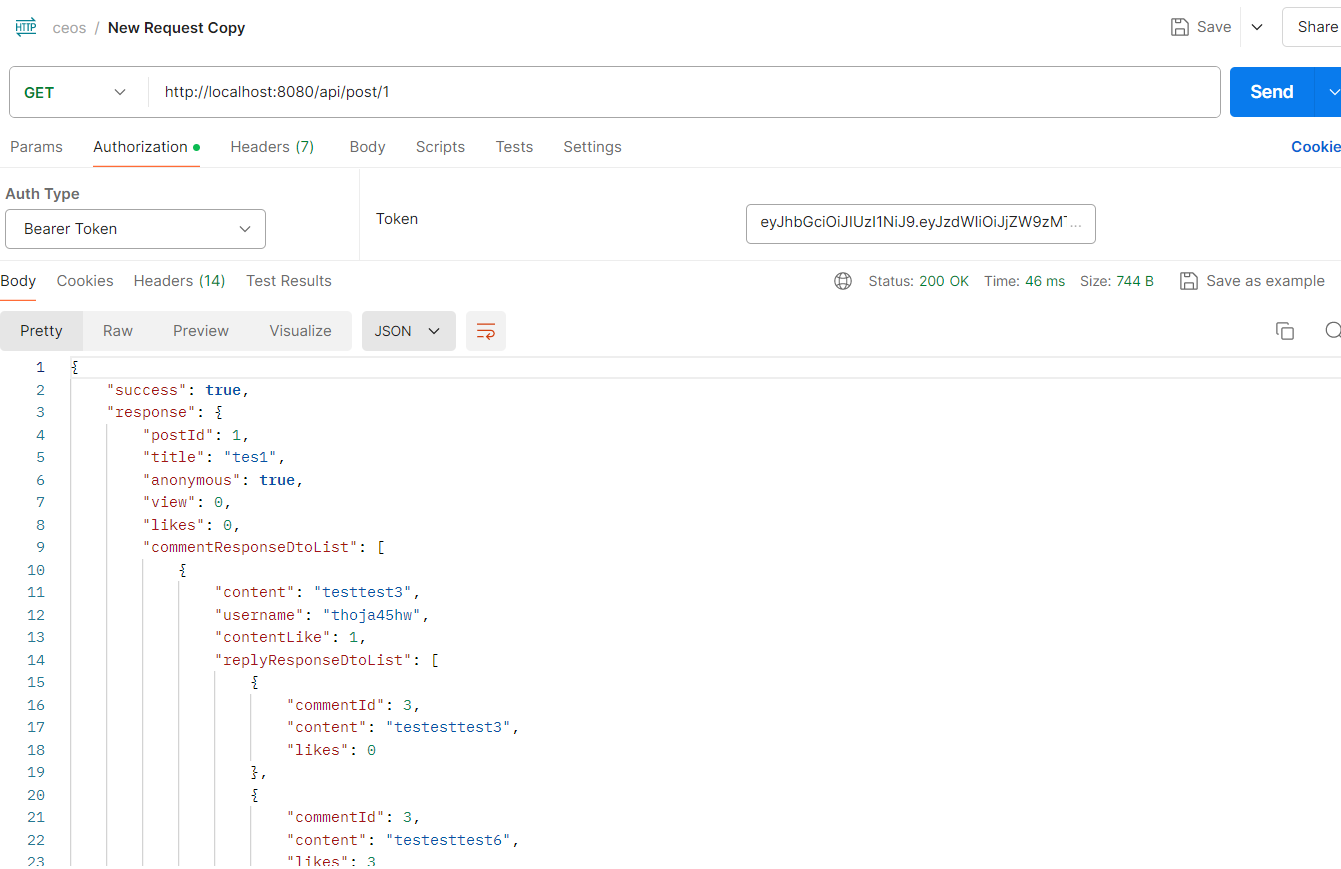 HTTP ceos / New Request Copy Save Share
GET http://localhost:8080/api/post/1 Send
Params Authorization Headers (7) Body Scripts Tests Settings Cookie
Auth Type
Bearer Token
Token
eyJhbGciOiJIUzI1NiJ9.eyJzdWIiOiJjZW9zMT...
Body Cookies Headers (14) Test Results Status: 200 OK Time: 46 ms Size: 744 B Save as example
Pretty Raw Preview Visualize JSON
1 {
2 "success": true,
3 "response": {
4 "postId": 1,
5 "title": "tes1",
6 "anonymous": true,
7 "view": 0,
8 "likes": 0,
9 "commentResponseDtoList": [
10 {
11 "content": "testtest3",
12 "username": "thoja45hw",
13 "contentLike": 1,
14 "replyResponseDtoList": [
15 {
16 "commentId": 3,
17 "content": "testesttest3",
18 "likes": 0
19 },
20 {
21 "commentId": 3,
22 "content": "testesttest6",
23 "likes": 3